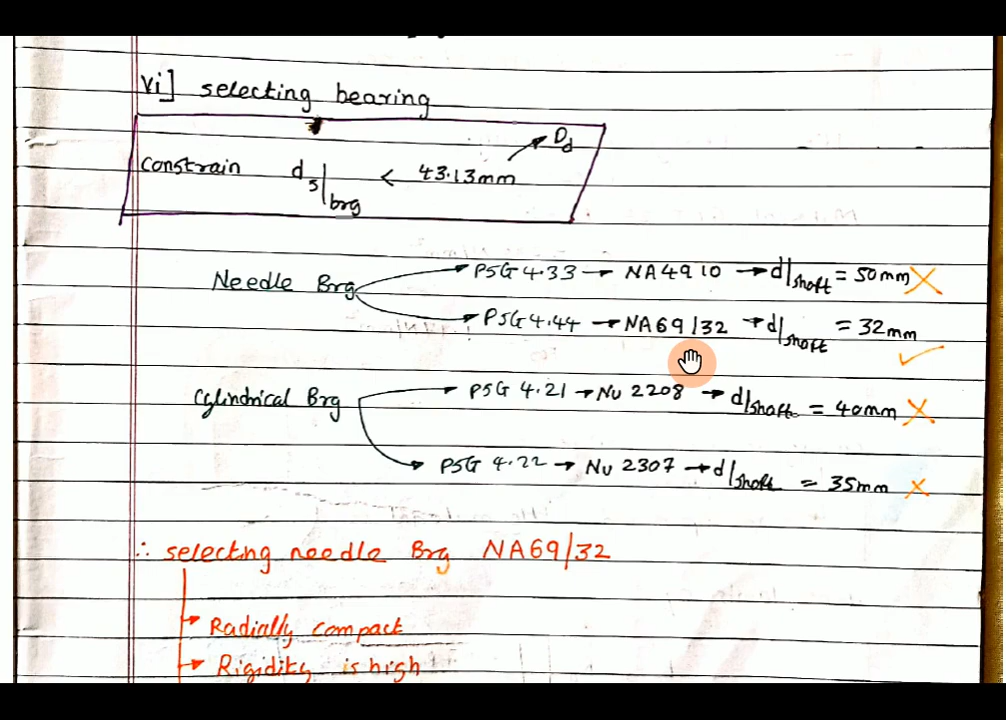 vi] selecting bearing
constrain ds/brg < 43.13mm → Dd
Needle Brg → PSG 4.33 → NA4910 → d/shaft = 50mm ✗
→ PSG 4.44 → NA69/32 → d/shaft = 32mm ✓
Cylindrical Brg → PSG 4.21 → NU 2208 → d/shaft = 40mm ✗
→ PSG 4.22 → NU 2307 → d/shaft = 35mm ✗
∴ selecting needle Brg NA69/32
→ Radially compact
→ Rigidity is high